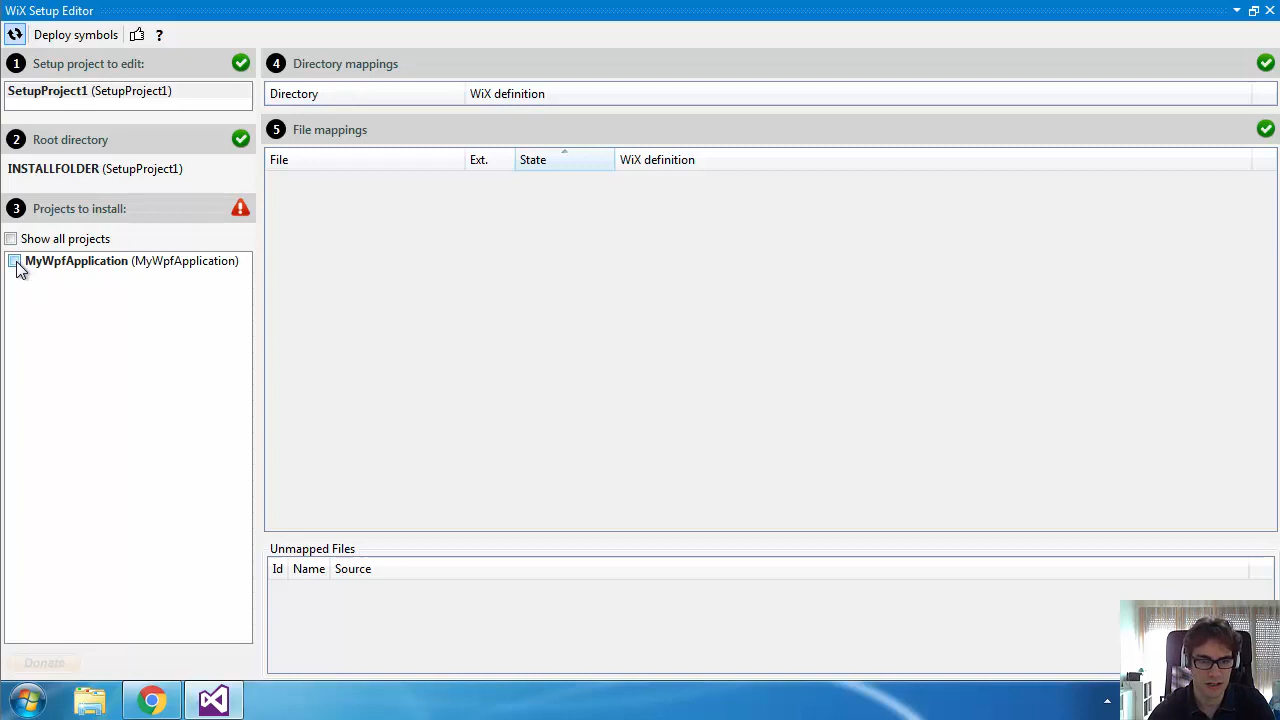 WiX Setup Editor
Deploy symbols ?
1 Setup project to edit:
SetupProject1 (SetupProject1)
2 Root directory
INSTALLFOLDER (SetupProject1)
3 Projects to install:
Show all projects
MyWpfApplication (MyWpfApplication)
Donate
4 Directory mappings
Directory WiX definition
5 File mappings
File Ext. State WiX definition
Unmapped Files
Id Name Source